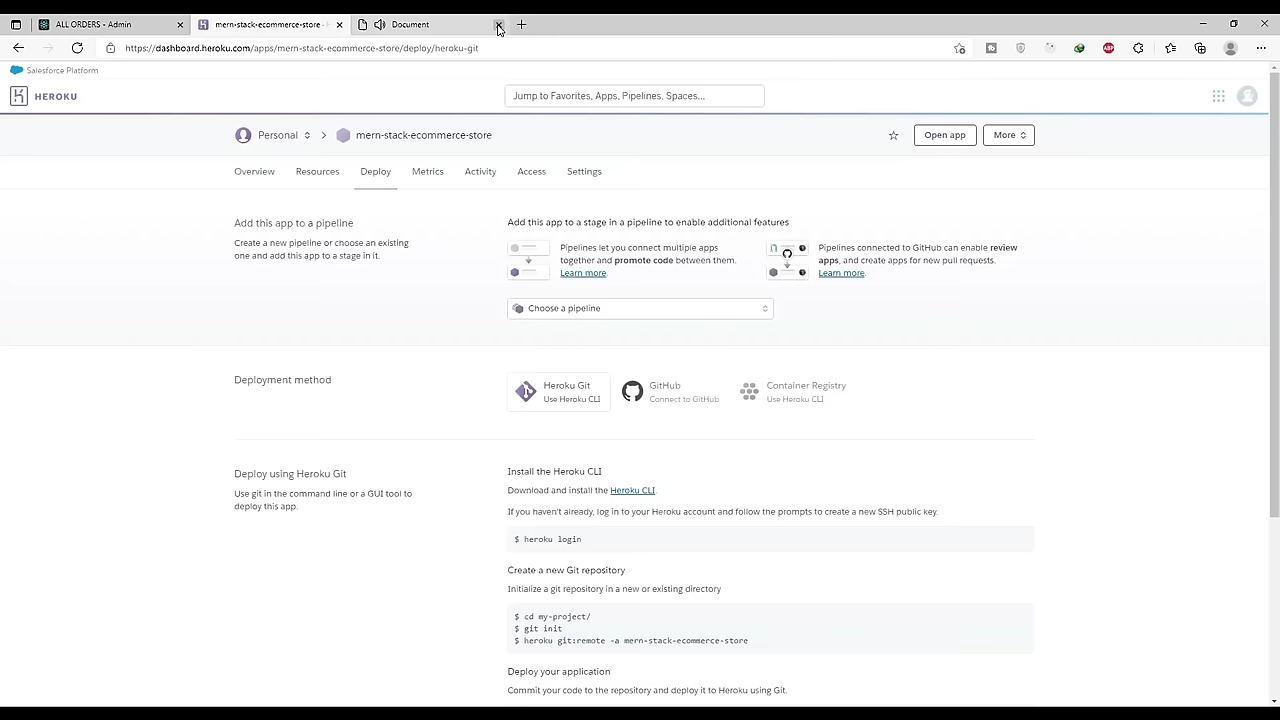 ALL ORDERS - Admin
mern-stack-ecommerce-store ·
Document
https://dashboard.heroku.com/apps/mern-stack-ecommerce-store/deploy/heroku-git
Salesforce Platform
HEROKU
Jump to Favorites, Apps, Pipelines, Spaces...
Personal
mern-stack-ecommerce-store
Open app
More
Overview
Resources
Deploy
Metrics
Activity
Access
Settings
Add this app to a pipeline
Create a new pipeline or choose an existing
one and add this app to a stage in it.
Add this app to a stage in a pipeline to enable additional features
Pipelines let you connect multiple apps
together and promote code between them.
Learn more.
Pipelines connected to GitHub can enable review
apps, and create apps for new pull requests.
Learn more.
Choose a pipeline
Deployment method
Heroku Git
Use Heroku CLI
GitHub
Connect to GitHub
Container Registry
Use Heroku CLI
Deploy using Heroku Git
Use git in the command line or a GUI tool to
deploy this app.
Install the Heroku CLI
Download and install the Heroku CLI.
If you haven't already, log in to your Heroku account and follow the prompts to create a new SSH public key.
$ heroku login
Create a new Git repository
Initialize a git repository in a new or existing directory
$ cd my-project/
$ git init
$ heroku git:remote -a mern-stack-ecommerce-store
Deploy your application
Commit your code to the repository and deploy it to Heroku using Git.